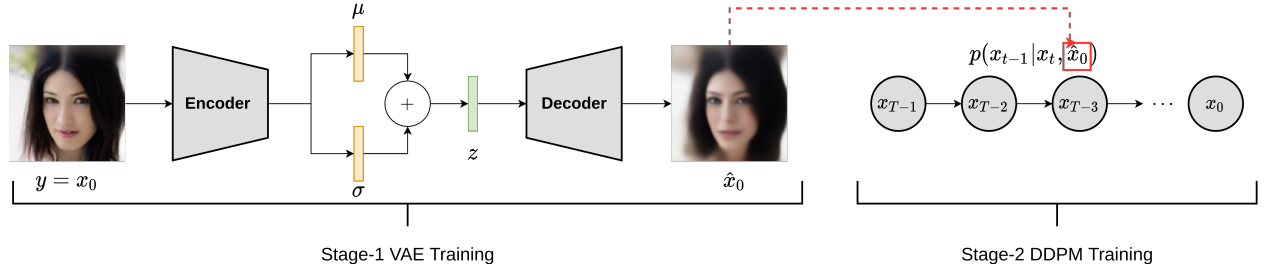 μ
p(x_{t−1}|x_t, x̂_0)
Encoder
+
Decoder
x_{T−1}
x_{T−2}
x_{T−3}
···
x_0
z
y = x_0
σ
x̂_0
Stage-1 VAE Training
Stage-2 DDPM Training